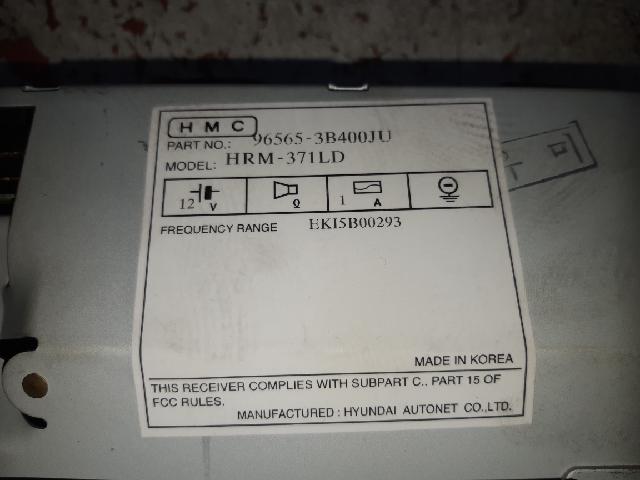 HMC
PART NO.: 96565-3B400JU
MODEL: HRM-371LD
12 V Ω 1 A
FREQUENCY RANGE EKI5B00293
MADE IN KOREA
THIS RECEIVER COMPLIES WITH SUBPART C., PART 15 OF
FCC RULES.
MANUFACTURED : HYUNDAI AUTONET CO.,LTD.